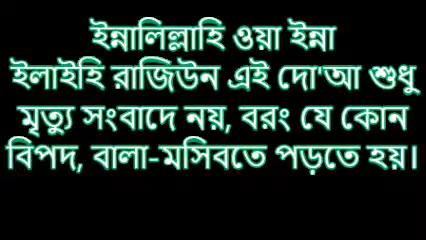 ইন্নালিল্লাহি ওয়া ইন্না
ইলাইহি রাজিউন এই দো'আ শুধু
মৃত্যু সংবাদে নয়, বরং যে কোন
বিপদ, বালা-মসিবতে পড়তে হয়।